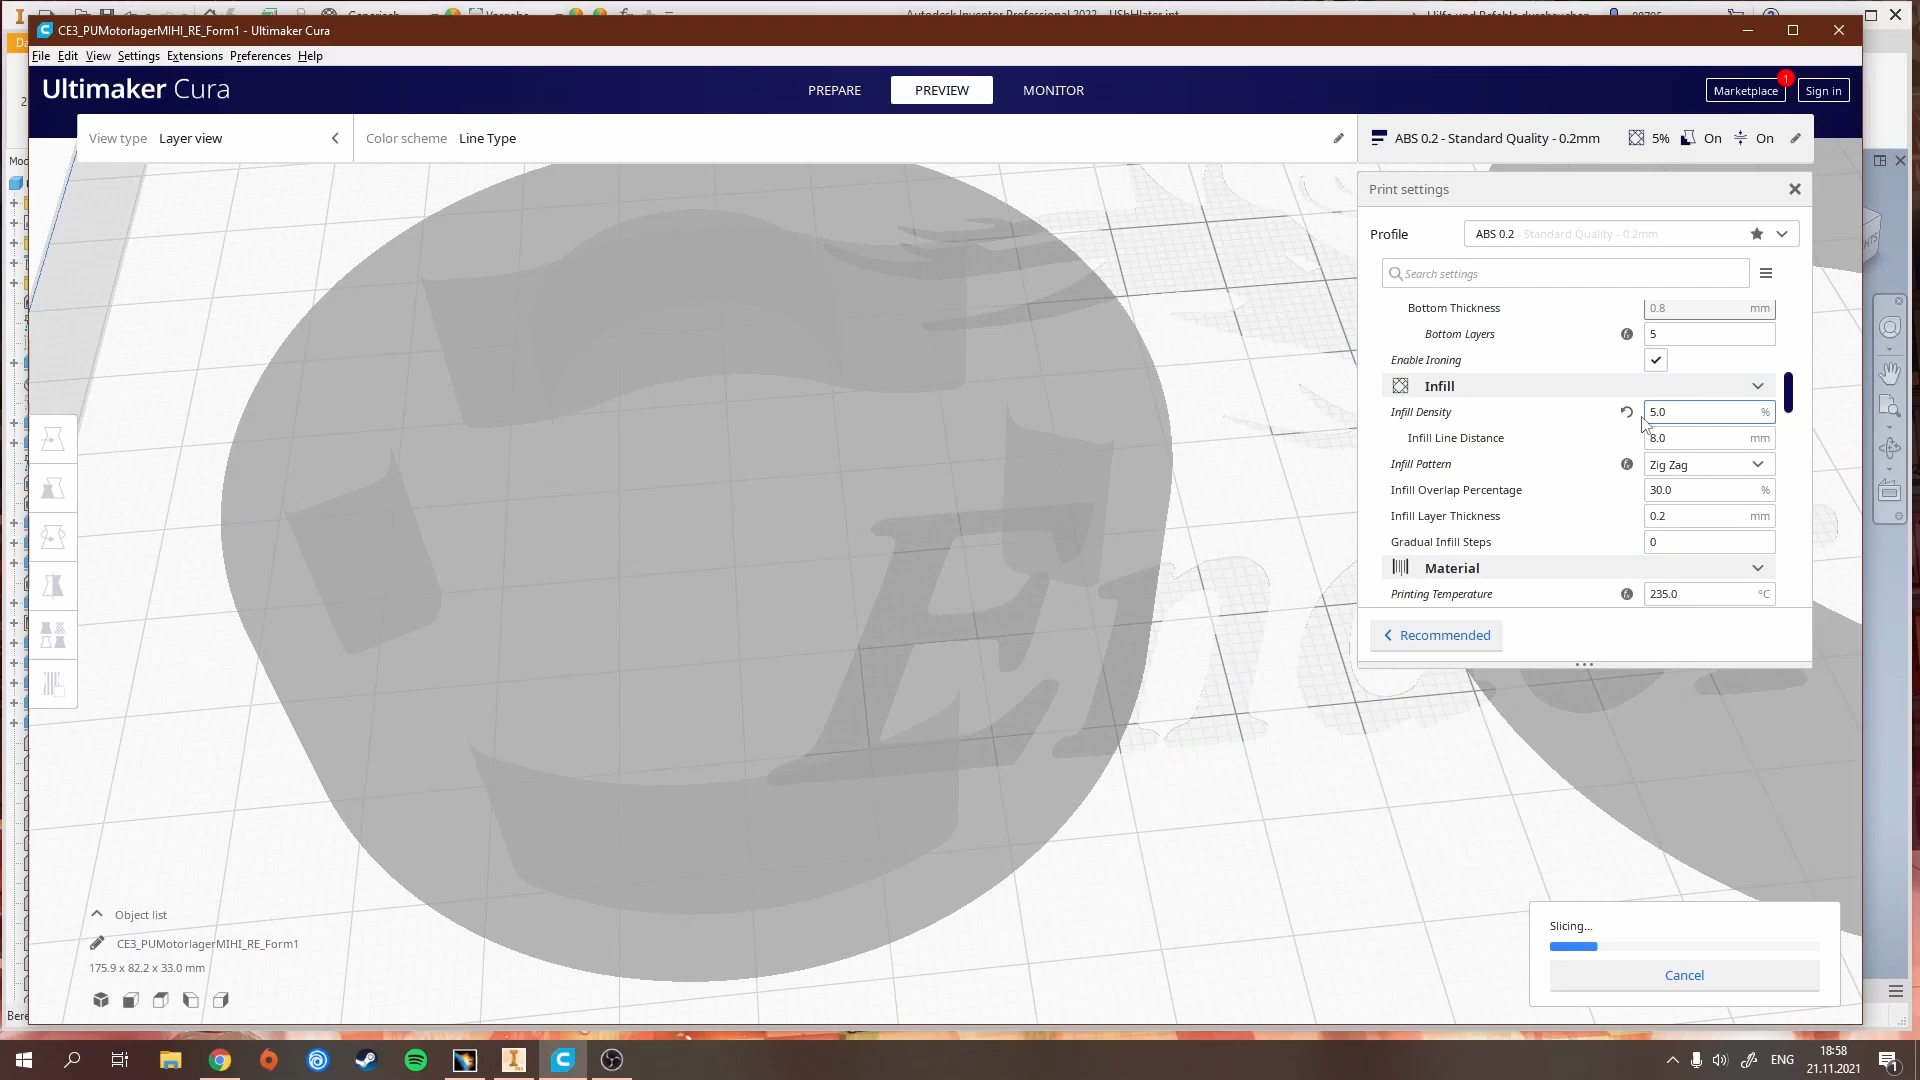 CE3_PUMotorlagerMIHI_RE_Form1 - Ultimaker Cura
File Edit View Settings Extensions Preferences Help
Ultimaker Cura
PREPARE PREVIEW MONITOR
Marketplace 1 Sign in
View type Layer view
Color scheme Line Type
ABS 0.2 - Standard Quality - 0.2mm 5% On On
Print settings
Profile ABS 0.2 - Standard Quality - 0.2mm
Search settings
Bottom Thickness 0.8 mm
Bottom Layers 5
Enable Ironing
Infill
Infill Density 5.0 %
Infill Line Distance 8.0 mm
Infill Pattern Zig Zag
Infill Overlap Percentage 30.0 %
Infill Layer Thickness 0.2 mm
Gradual Infill Steps 0
Material
Printing Temperature 235.0 °C
Recommended
Object list
CE3_PUMotorlagerMIHI_RE_Form1
175.9 x 82.2 x 33.0 mm
Slicing...
Cancel
Bere
ENG
18:58
21.11.2021
1